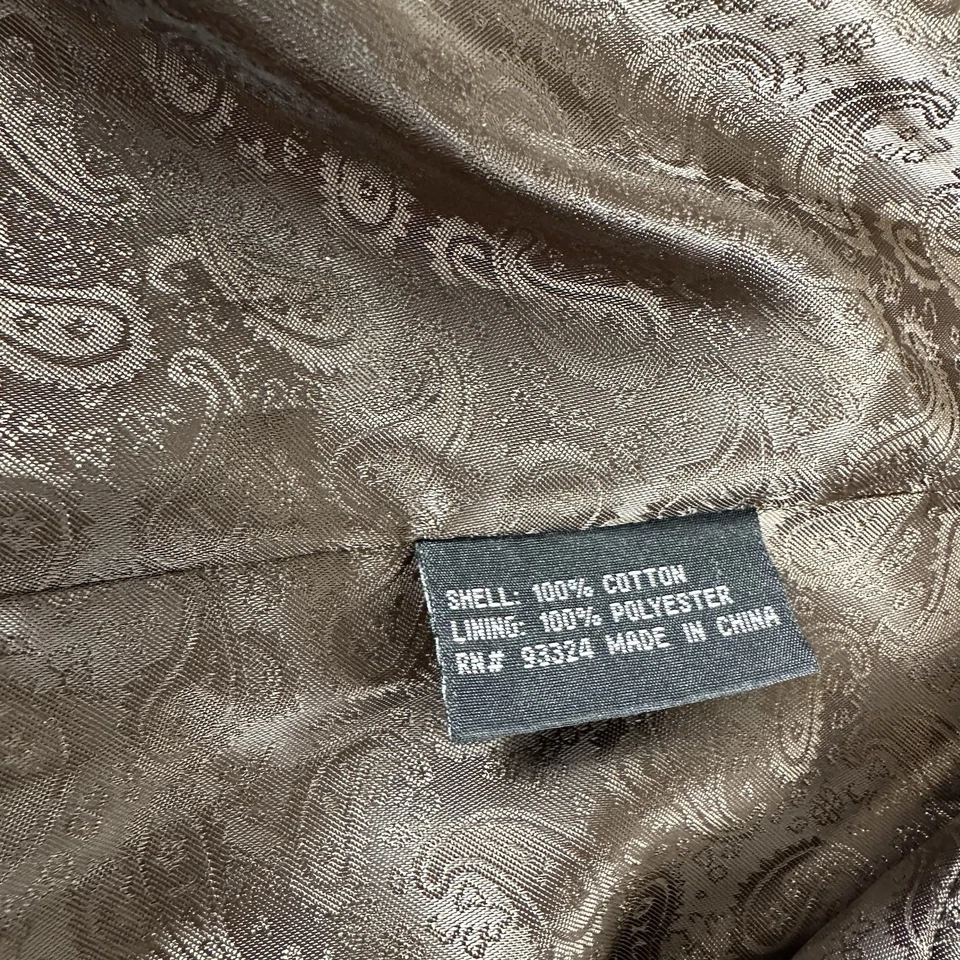 SHELL: 100% COTTON
LINING: 100% POLYESTER
RN# 93324 MADE IN CHINA